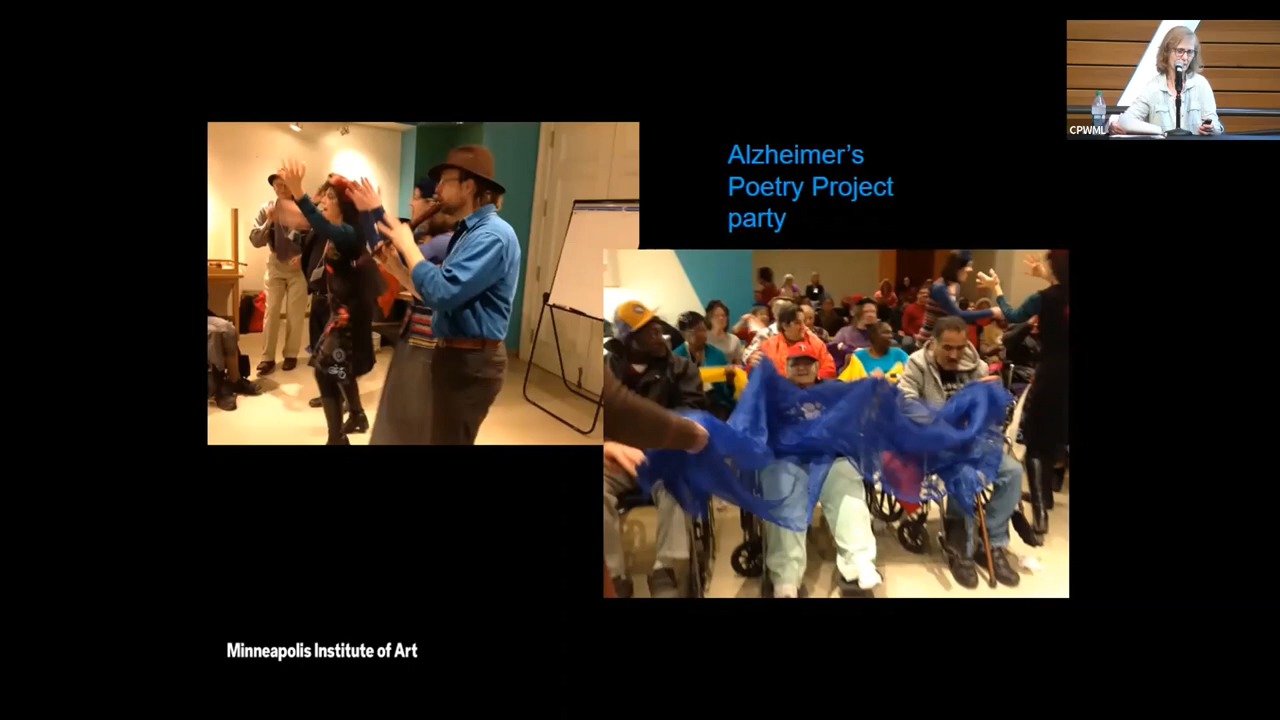 Alzheimer's
Poetry Project
party
CPWML
Minneapolis Institute of Art